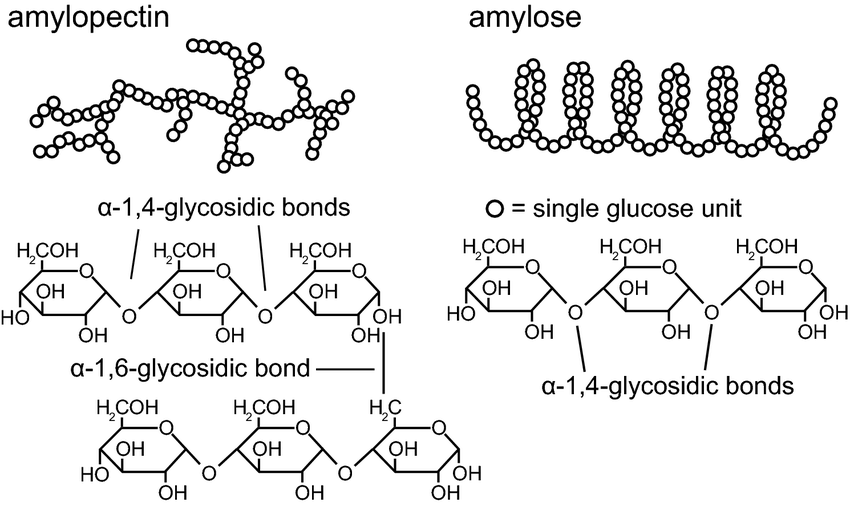 amylopectin
amylose
α-1,4-glycosidic bonds
O = single glucose unit
H2COH H2COH H2COH
O O O
OH OH OH
HO O O OH
OH OH OH
H2COH H2COH H2COH
O O O
OH OH OH
HO O O OH
OH OH OH
α-1,6-glycosidic bond
α-1,4-glycosidic bonds
H2COH H2COH H2C
O O O
OH OH OH
HO O O OH
OH OH OH